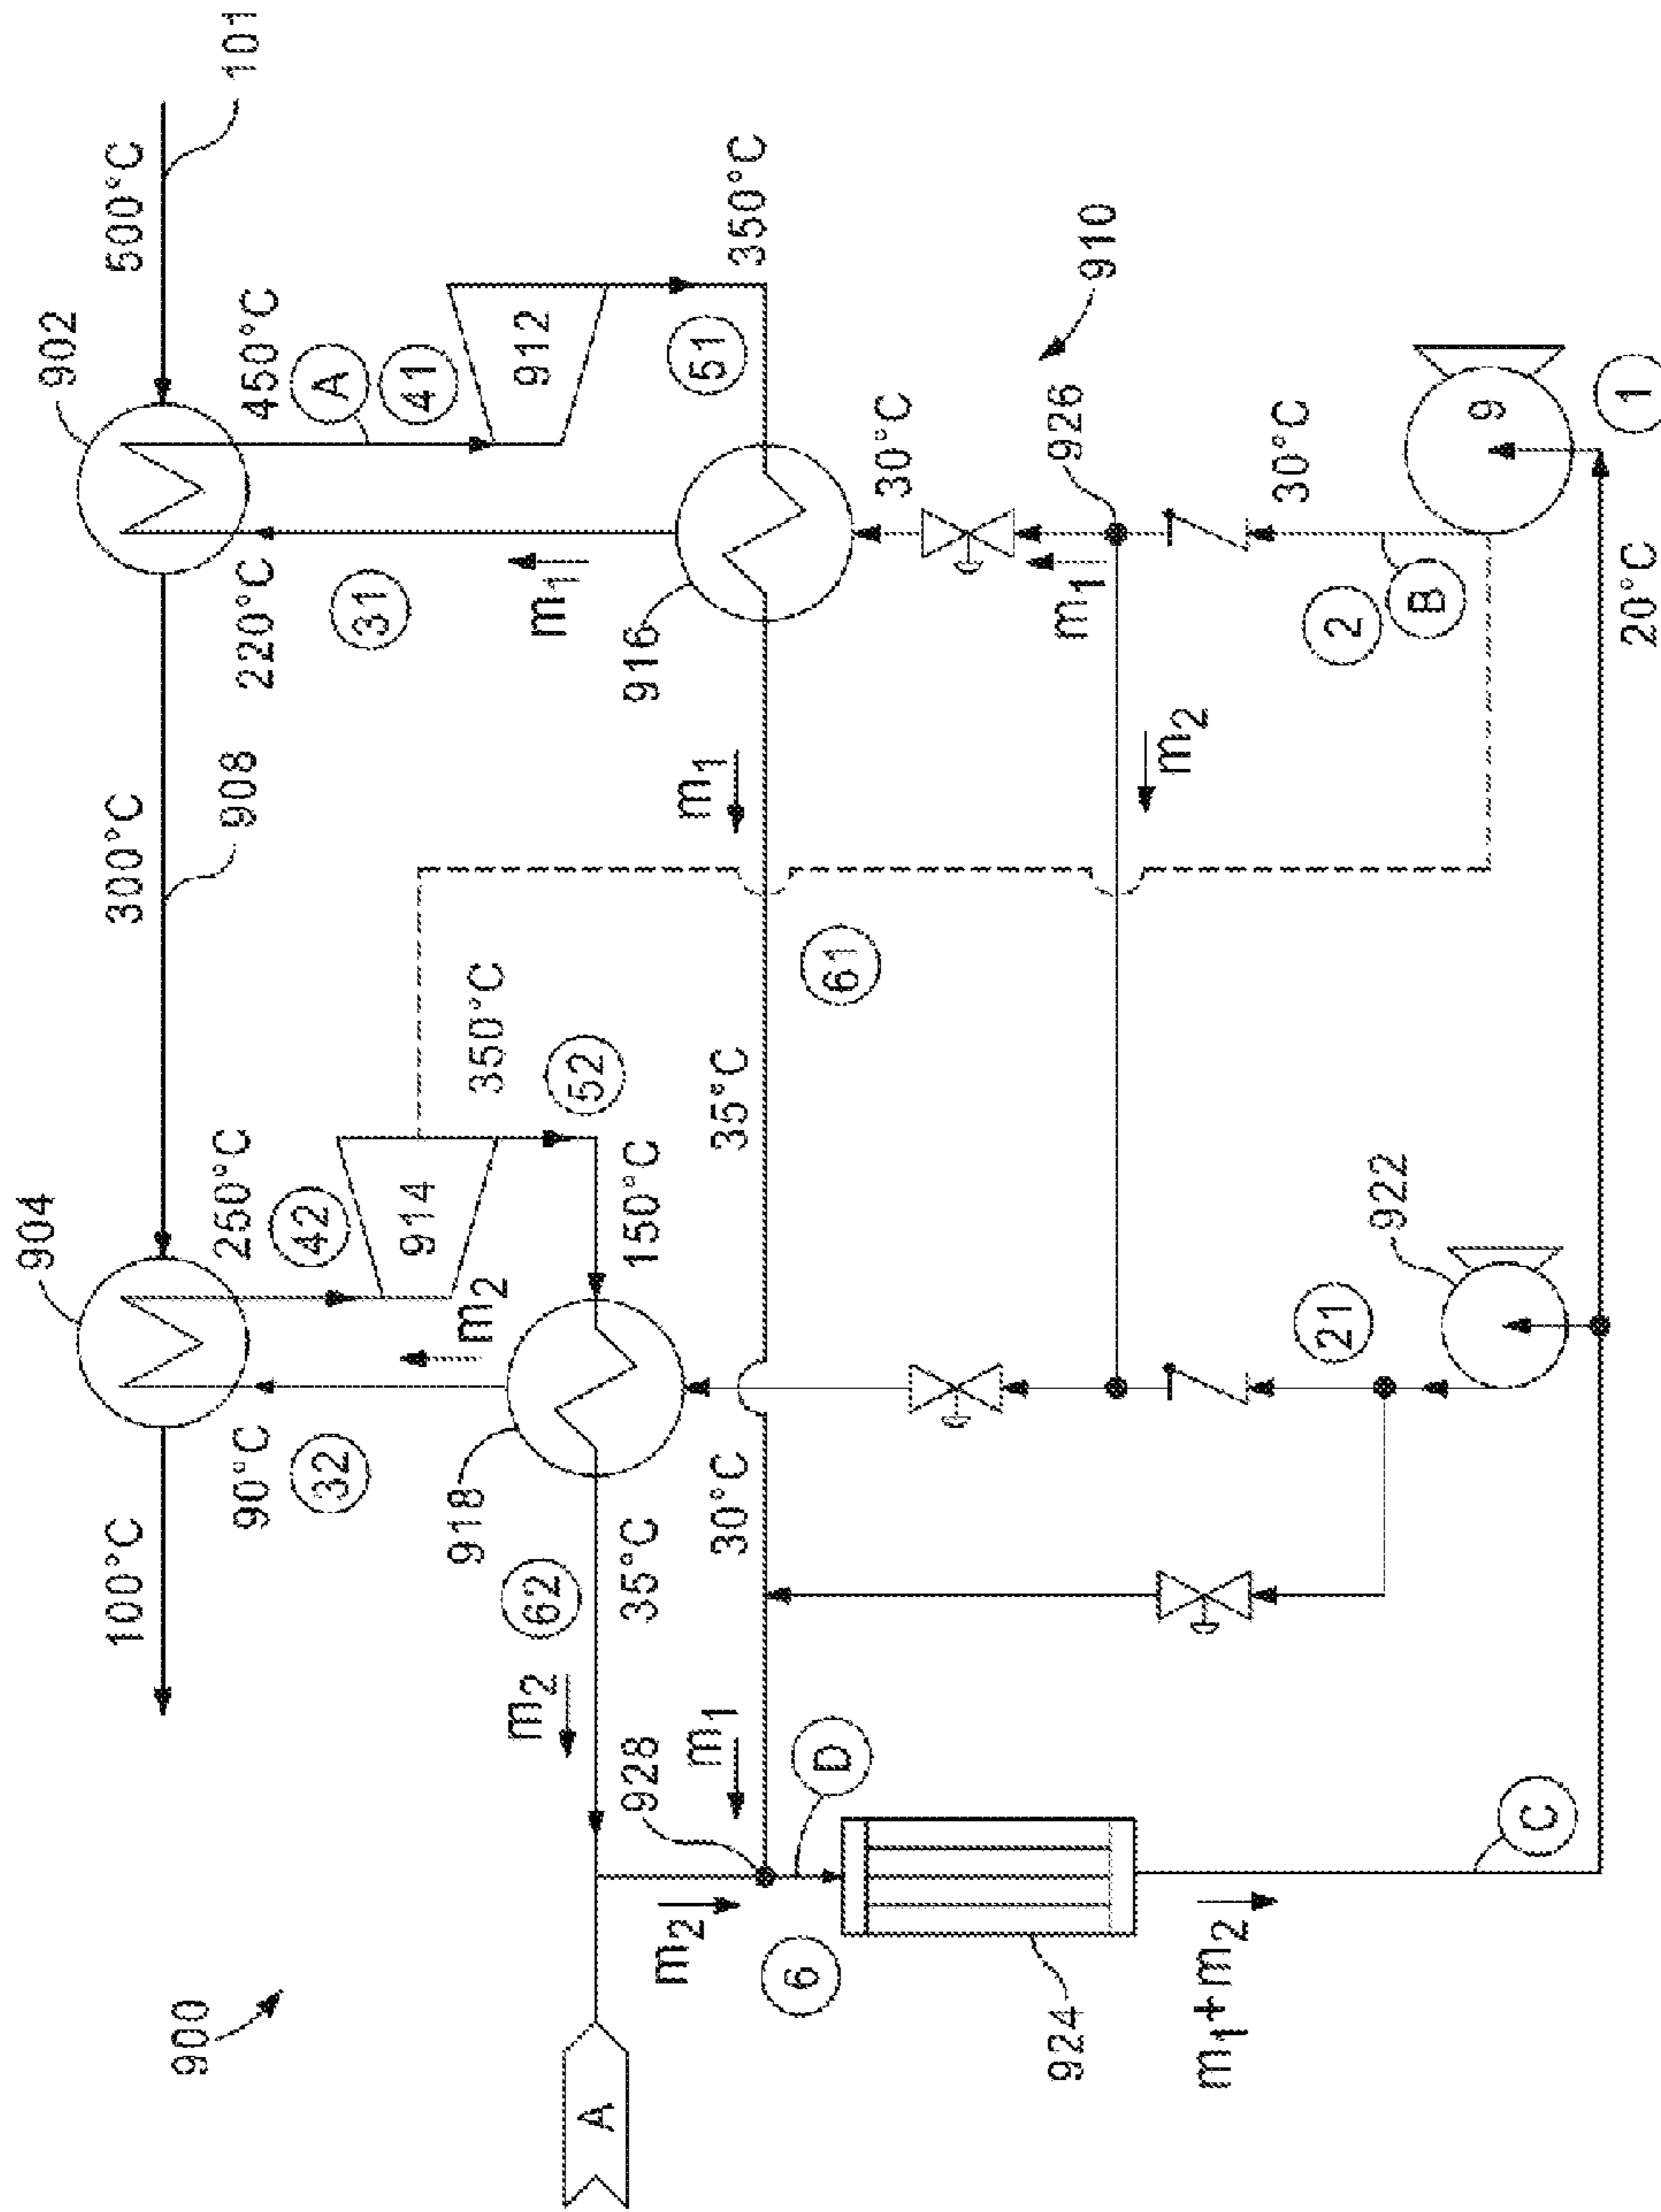 904
902
100°C
300°C
500°C
900
908
101
90°C
250°C
220°C
450°C
32
42
A
31
41
914
918
m₂
350°C
m₂
m₁
912
62
52
A
928
35°C
150°C
916
m₂
51
m₁
m₁
30°C
35°C
350°C
6
D
61
30°C
924
m₁
926
910
m₂
m₁+m₂
30°C
21
2
922
B
9
C
20°C
1